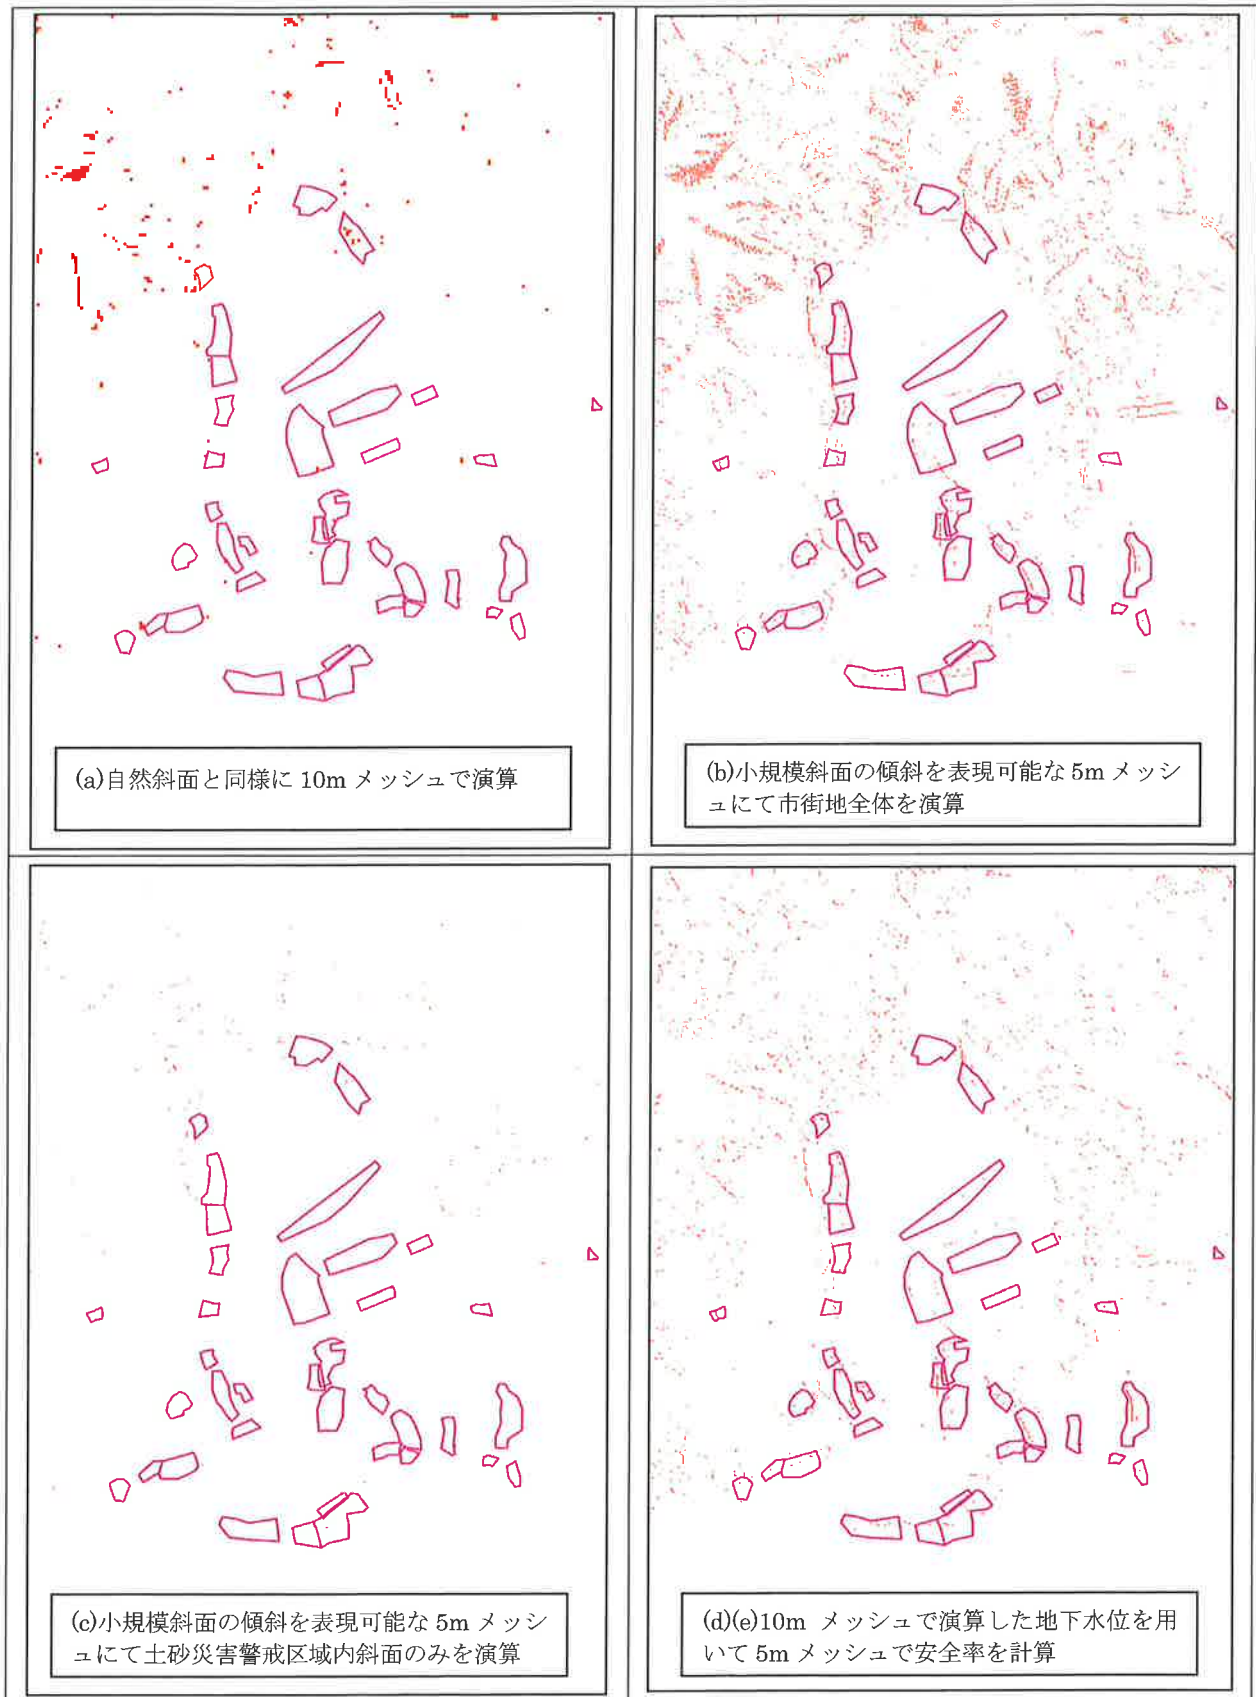 (a)自然斜面と同様に 10m メッシュで演算
(b)小規模斜面の傾斜を表現可能な 5m メッシ
ュにて市街地全体を演算
(c)小規模斜面の傾斜を表現可能な 5m メッシ
ュにて土砂災害警戒区域内斜面のみを演算
(d)(e)10m メッシュで演算した地下水位を用
いて 5m メッシュで安全率を計算